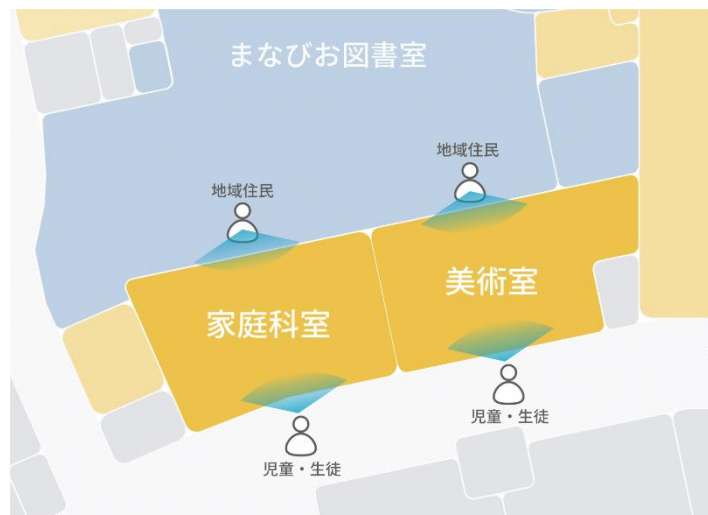 まなびお図書室
地域住民
地域住民
美術室
家庭科室
児童・生徒
児童・生徒